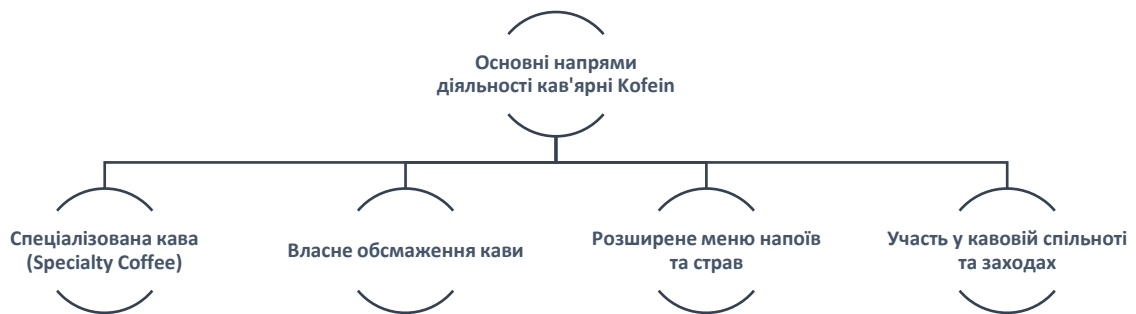 Основні напрями
діяльності кав'ярні Kofein
Спеціалізована кава
(Specialty Coffee)
Власне обсмаження кави
Розширене меню напоїв
та страв
Участь у кавовій спільноті
та заходах